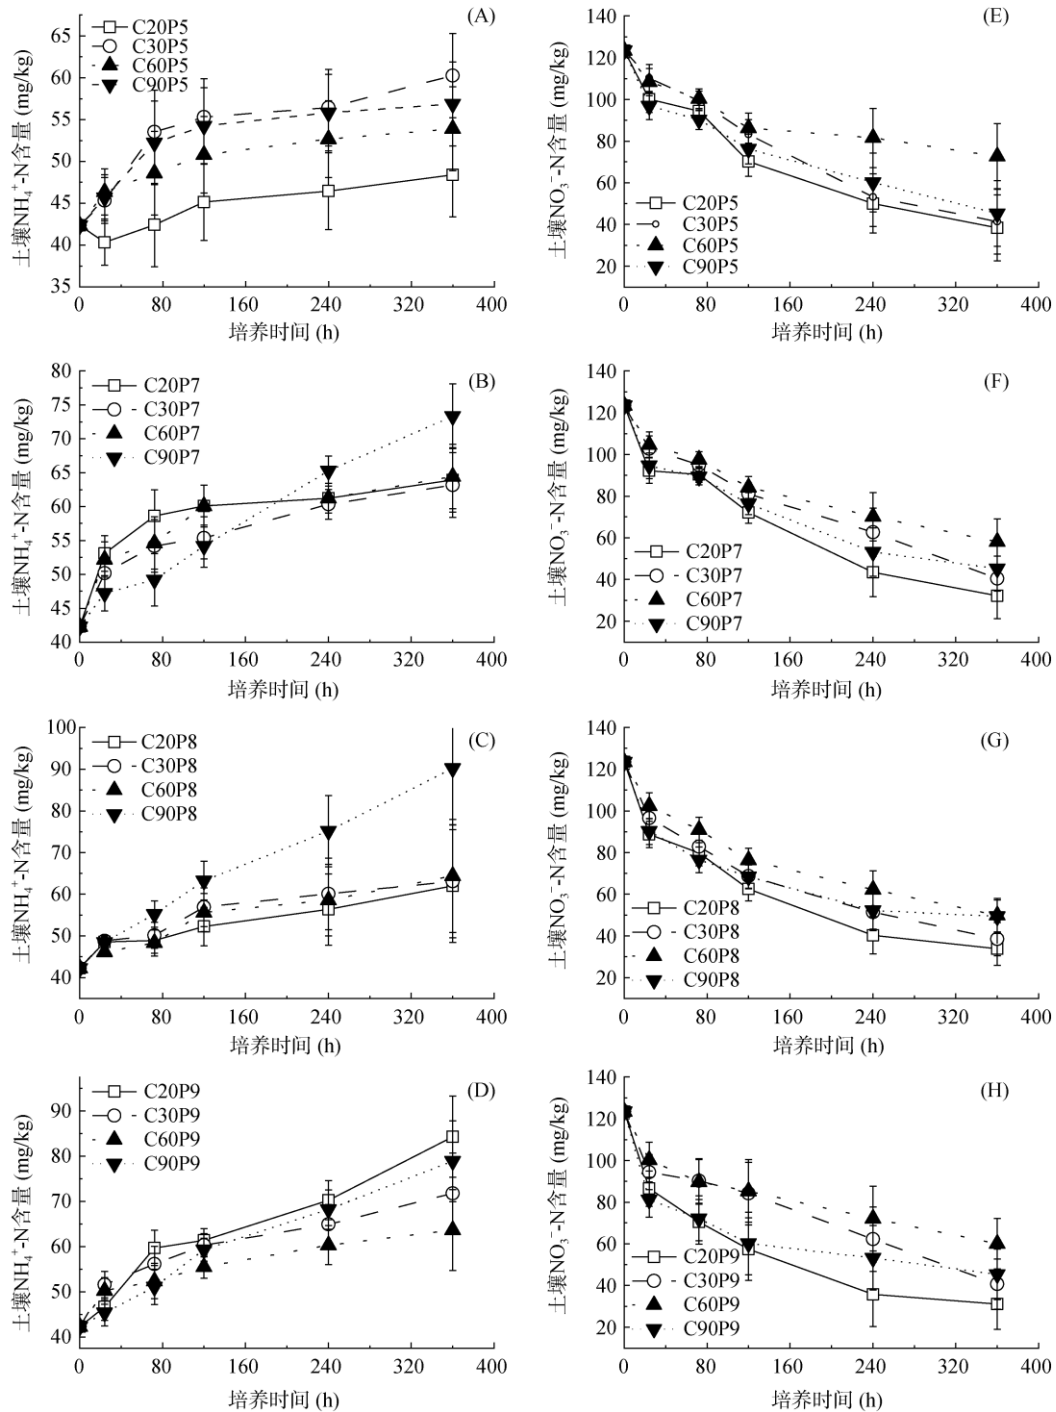 (A)
C20P5
C30P5
C60P5
C90P5
65
60
55
50
45
40
35
0 80 160 240 320 400
土壤NH₄⁺-N含量 (mg/kg)
培养时间 (h)
(E)
C20P5
C30P5
C60P5
C90P5
140
120
100
80
60
40
20
0 80 160 240 320 400
土壤NO₃⁻-N含量 (mg/kg)
培养时间 (h)
(B)
C20P7
C30P7
C60P7
C90P7
80
75
70
65
60
55
50
45
40
0 80 160 240 320 400
土壤NH₄⁺-N含量 (mg/kg)
培养时间 (h)
(F)
C20P7
C30P7
C60P7
C90P7
140
120
100
80
60
40
20
0 80 160 240 320 400
土壤NO₃⁻-N含量 (mg/kg)
培养时间 (h)
(C)
C20P8
C30P8
C60P8
C90P8
100
90
80
70
60
50
40
0 80 160 240 320 400
土壤NH₄⁺-N含量 (mg/kg)
培养时间 (h)
(G)
C20P8
C30P8
C60P8
C90P8
140
120
100
80
60
40
20
0 80 160 240 320 400
土壤NO₃⁻-N含量 (mg/kg)
培养时间 (h)
(D)
C20P9
C30P9
C60P9
C90P9
90
80
70
60
50
40
0 80 160 240 320 400
土壤NH₄⁺-N含量 (mg/kg)
培养时间 (h)
(H)
C20P9
C30P9
C60P9
C90P9
140
120
100
80
60
40
20
0 80 160 240 320 400
土壤NO₃⁻-N含量 (mg/kg)
培养时间 (h)